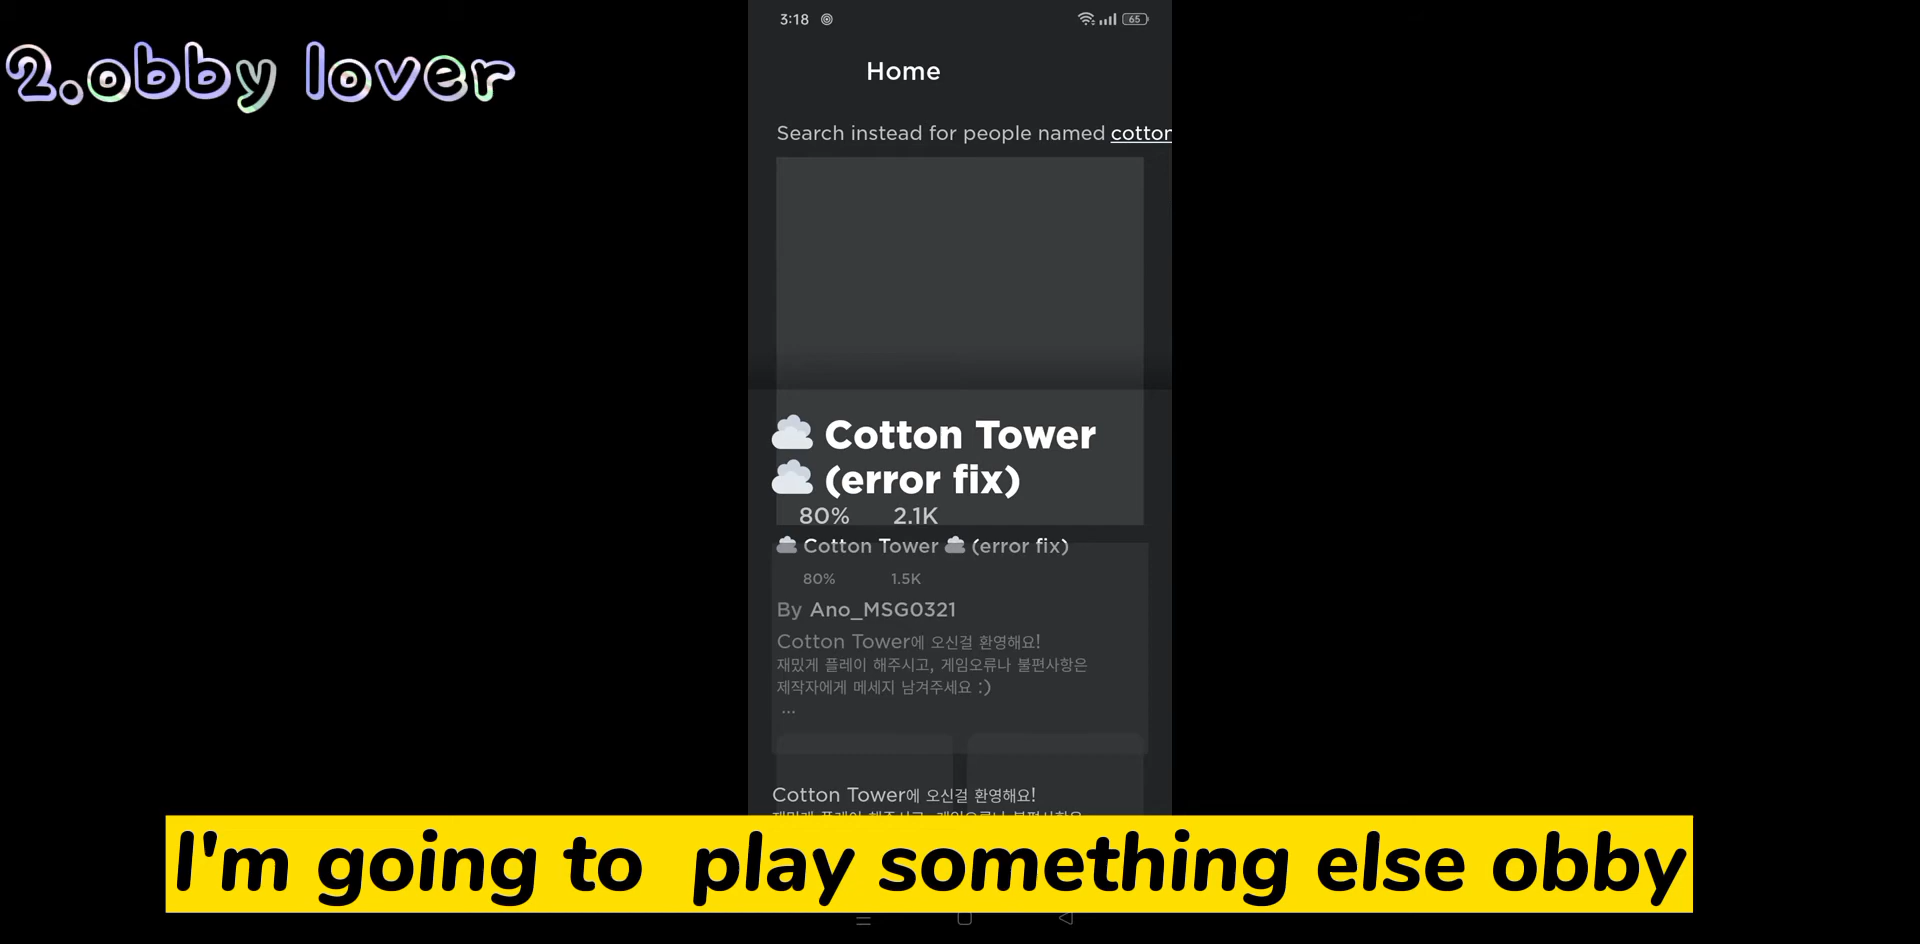 3:18
65
2.obby lover
Home
Search instead for people named cotton
Cotton Tower
(error fix)
80% 2.1K
Cotton Tower (error fix)
80% 1.5K
By Ano_MSG0321
Cotton Tower에 오신걸 환영해요!
재밌게 플레이 해주시고, 게임오류나 불편사항은
제작자에게 메세지 남겨주세요 :)
...
Cotton Tower에 오신걸 환영해요!
I'm going to play something else obby